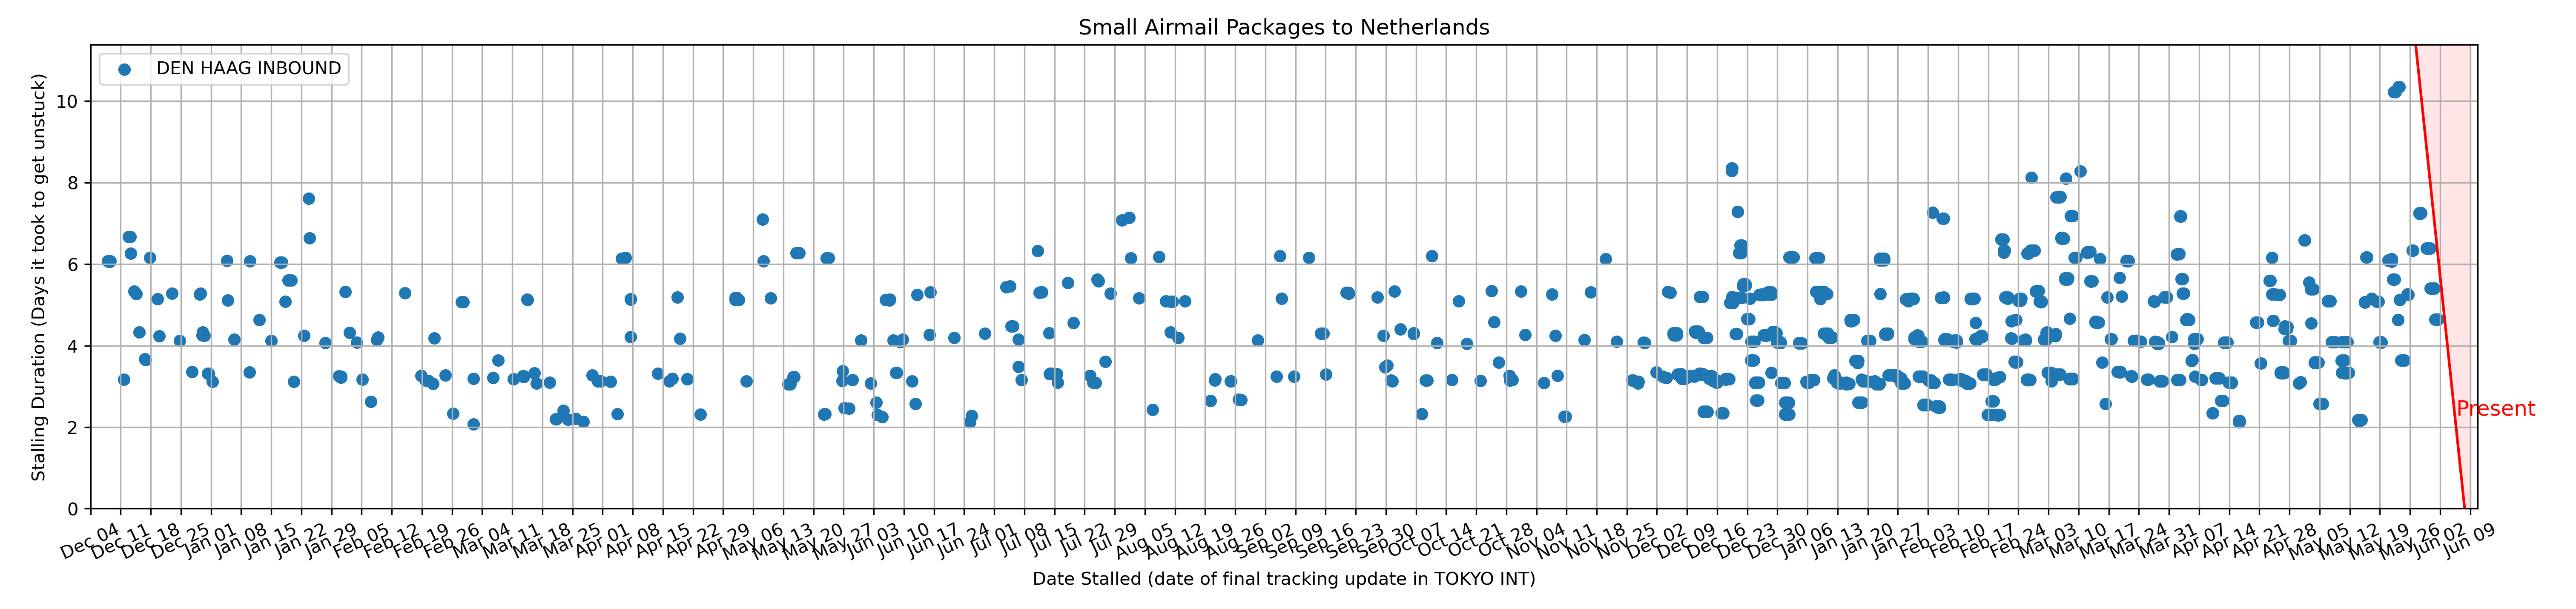 Small Airmail Packages to Netherlands
DEN HAAG INBOUND
Stalling Duration (Days it took to get unstuck)
10
8
6
4
2
0
Present
Dec 04
Dec 11
Dec 18
Dec 25
Jan 01
Jan 08
Jan 15
Jan 22
Jan 29
Feb 05
Feb 12
Feb 19
Feb 26
Mar 04
Mar 11
Mar 18
Mar 25
Apr 01
Apr 08
Apr 15
Apr 22
Apr 29
May 06
May 13
May 20
May 27
Jun 03
Jun 10
Jun 17
Jun 24
Jul 01
Jul 08
Jul 15
Jul 22
Jul 29
Aug 05
Aug 12
Aug 19
Aug 26
Sep 02
Sep 09
Sep 16
Sep 23
Sep 30
Oct 07
Oct 14
Oct 21
Oct 28
Nov 04
Nov 11
Nov 18
Nov 25
Dec 02
Dec 09
Dec 16
Dec 23
Dec 30
Jan 06
Jan 13
Jan 20
Jan 27
Feb 03
Feb 10
Feb 17
Feb 24
Mar 03
Mar 10
Mar 17
Mar 24
Mar 31
Apr 07
Apr 14
Apr 21
Apr 28
May 05
May 12
May 19
May 26
Jun 02
Jun 09
Date Stalled (date of final tracking update in TOKYO INT)